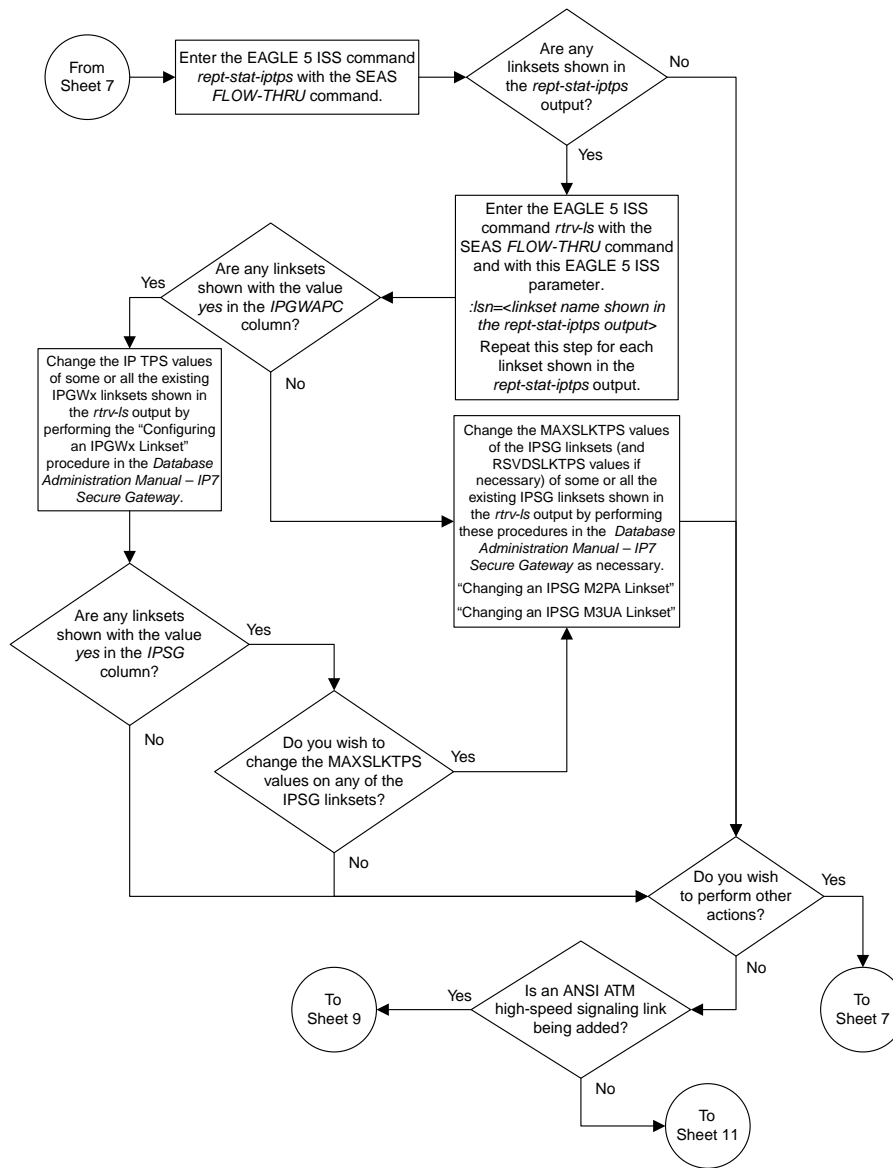 From
Sheet 7
Enter the EAGLE 5 ISS command
rept-stat-iptps with the SEAS
FLOW-THRU command.
Are any
linksets shown in
the rept-stat-iptps
output?
No
Yes
Enter the EAGLE 5 ISS
command rtrv-ls with the
SEAS FLOW-THRU command
and with this EAGLE 5 ISS
parameter.
:lsn=<linkset name shown in
the rept-stat-iptps output>
Repeat this step for each
linkset shown in the
rept-stat-iptps output.
Are any linksets
shown with the value
yes in the IPGWAPC
column?
Yes
No
Change the IP TPS values
of some or all the existing
IPGWx linksets shown in
the rtrv-ls output by
performing the “Configuring
an IPGWx Linkset”
procedure in the Database
Administration Manual – IP7
Secure Gateway.
Change the MAXSLKTPS values
of the IPSG linksets (and
RSVDSLKTPS values if
necessary) of some or all the
existing IPSG linksets shown in
the rtrv-ls output by performing
these procedures in the Database
Administration Manual – IP7
Secure Gateway as necessary.
“Changing an IPSG M2PA Linkset”
“Changing an IPSG M3UA Linkset”
Are any linksets
shown with the value
yes in the IPSG
column?
Yes
No
Do you wish to
change the MAXSLKTPS
values on any of the
IPSG linksets?
Yes
No
Do you wish
to perform other
actions?
Yes
No
To
Sheet 7
Is an ANSI ATM
high-speed signaling link
being added?
Yes
No
To
Sheet 9
To
Sheet 11